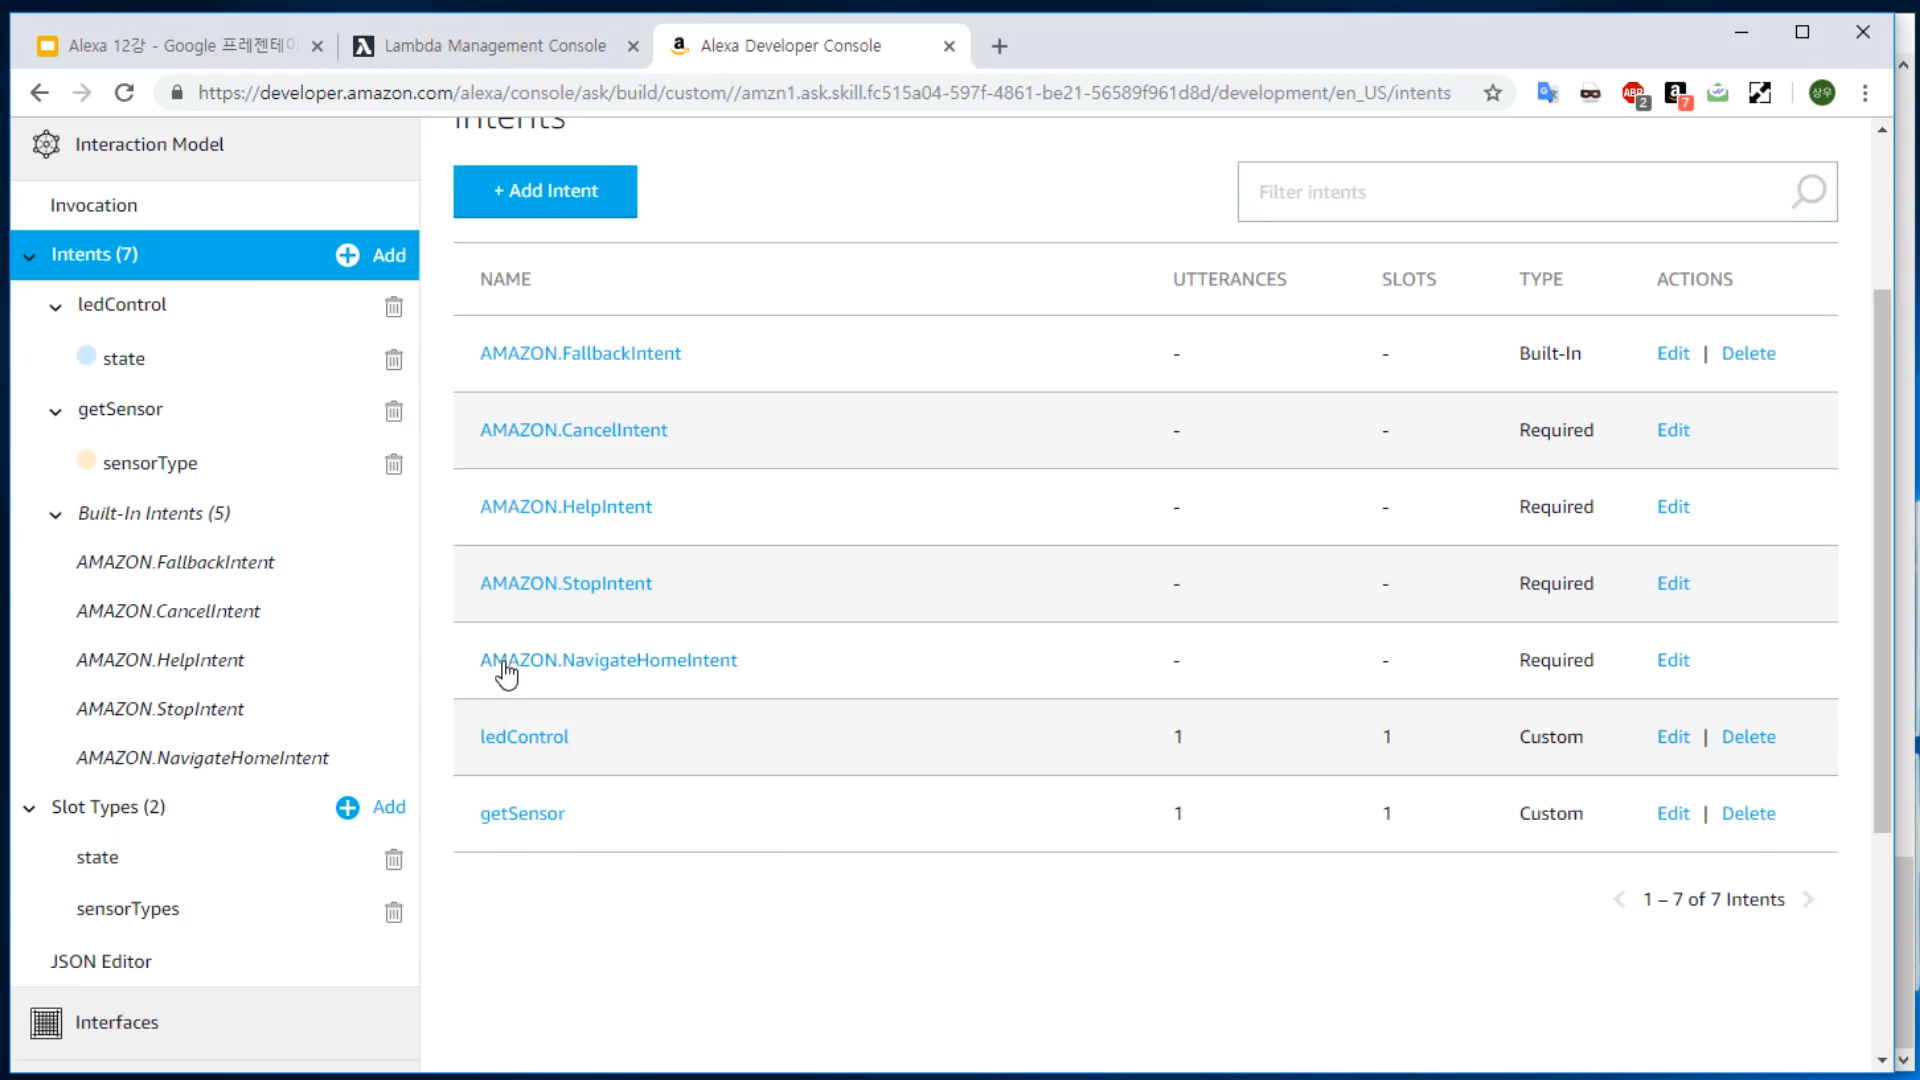 Alexa 12강 - Google 프레젠테이
Lambda Management Console
Alexa Developer Console
https://developer.amazon.com/alexa/console/ask/build/custom//amzn1.ask.skill.fc515a04-597f-4861-be21-56589f961d8d/development/en_US/intents
ABP
2
a
7
상우
Interaction Model
Invocation
Intents (7)
Add
ledControl
state
getSensor
sensorType
Built-In Intents (5)
AMAZON.FallbackIntent
AMAZON.CancelIntent
AMAZON.HelpIntent
AMAZON.StopIntent
AMAZON.NavigateHomeIntent
Slot Types (2)
Add
state
sensorTypes
JSON Editor
Interfaces
Intents
+ Add Intent
Filter intents
NAME UTTERANCES SLOTS TYPE ACTIONS
AMAZON.FallbackIntent - - Built-In Edit | Delete
AMAZON.CancelIntent - - Required Edit
AMAZON.HelpIntent - - Required Edit
AMAZON.StopIntent - - Required Edit
AMAZON.NavigateHomeIntent - - Required Edit
ledControl 1 1 Custom Edit | Delete
getSensor 1 1 Custom Edit | Delete
1 – 7 of 7 Intents